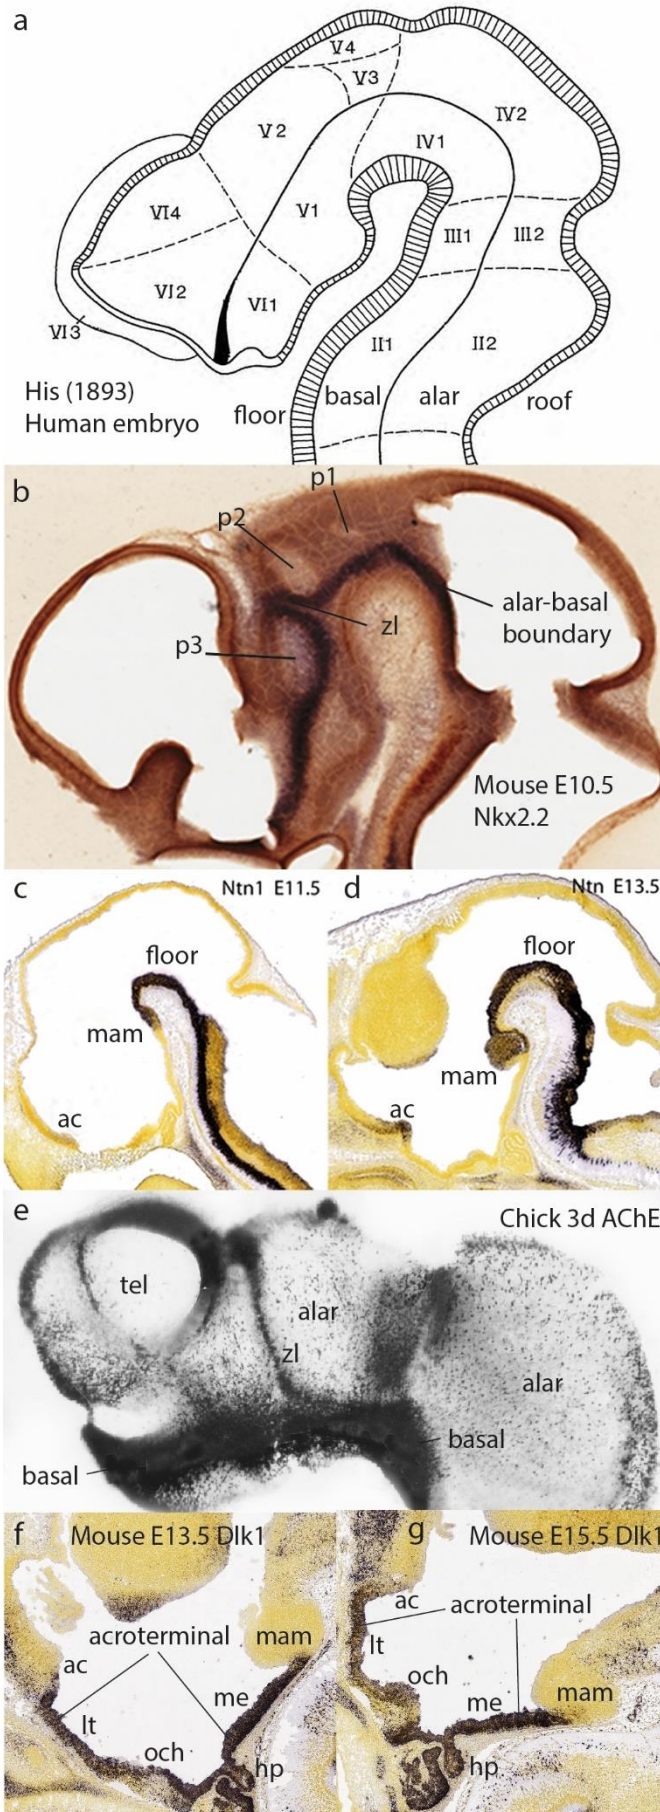 a
V4
V3
V2
IV2
IV1
VI4
V1
III1
III2
VI2
VI1
VI3
II1
II2
His (1893)
Human embryo
floor
basal
alar
roof
b
p1
p2
zl
alar-basal
boundary
p3
Mouse E10.5
Nkx2.2
c
Ntn1 E11.5
floor
mam
ac
d
Ntn E13.5
floor
mam
ac
e
Chick 3d AChE
tel
alar
zl
alar
basal
basal
f
Mouse E13.5 Dlk1
acroterminal
mam
ac
me
lt
och
hp
g
Mouse E15.5 Dlk1
ac
acroterminal
lt
och
me
mam
hp